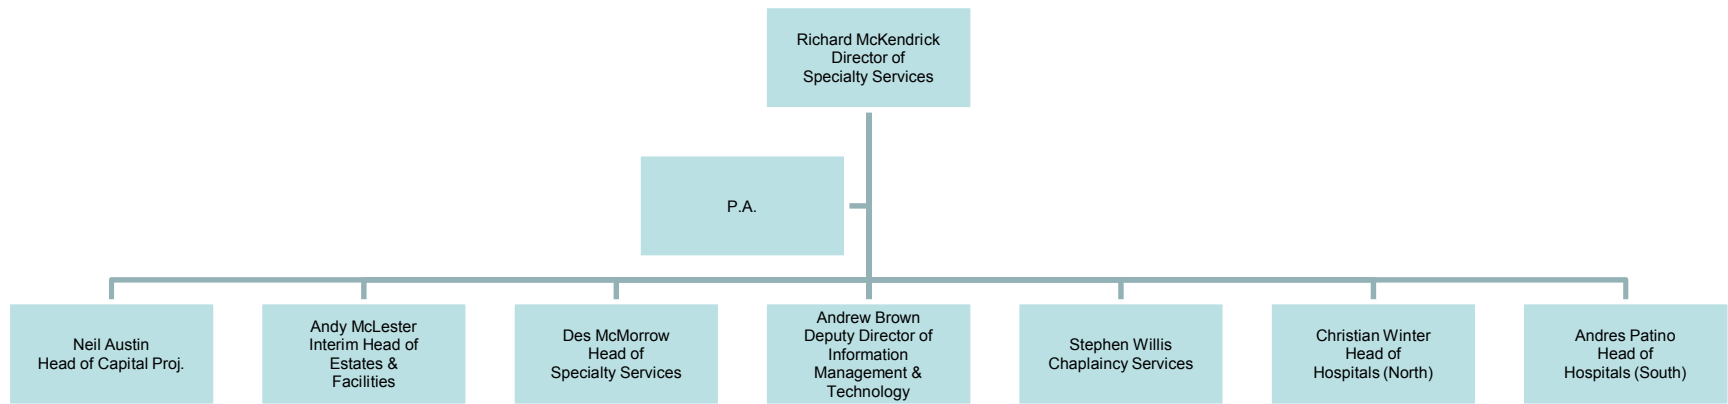 Richard McKendrick
Director of
Specialty Services
P.A.
Neil Austin
Head of Capital Proj.
Andy McLester
Interim Head of
Estates &
Facilities
Des McMorrow
Head of
Specialty Services
Andrew Brown
Deputy Director of
Information
Management &
Technology
Stephen Willis
Chaplaincy Services
Christian Winter
Head of
Hospitals (North)
Andres Patino
Head of
Hospitals (South)